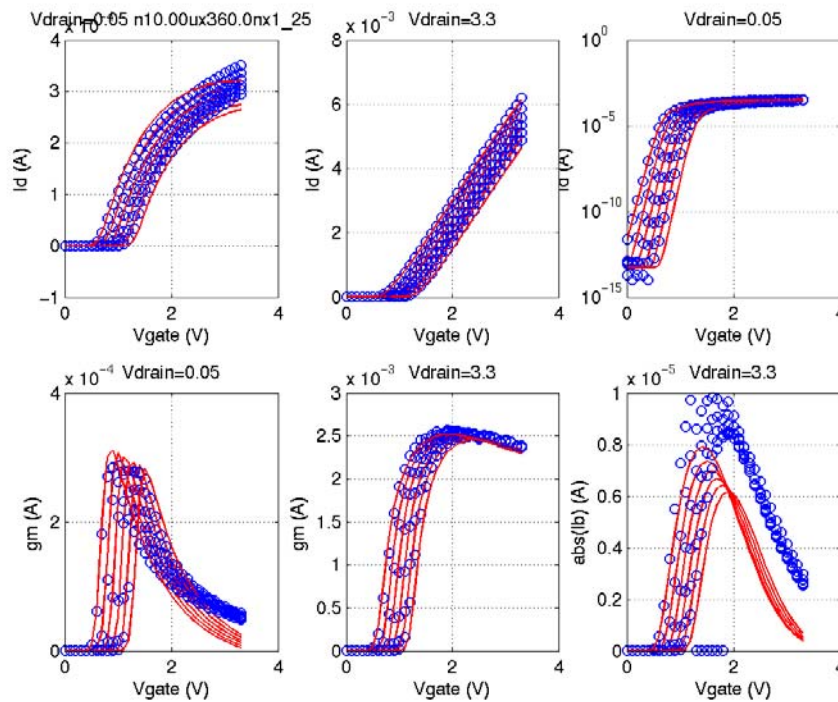 Vdrain=0.05 n10.00ux360.0nx1_25
x 10
4
3
2
1
0
−1
Id (A)
0 2 4
Vgate (V)
x 10⁻³
Vdrain=3.3
8
6
4
2
0
Id (A)
0 2 4
Vgate (V)
Vdrain=0.05
10⁰
10⁻⁵
10⁻¹⁰
10⁻¹⁵
Id (A)
0 2 4
Vgate (V)
x 10⁻⁴
Vdrain=0.05
4
2
0
gm (A)
0 2 4
Vgate (V)
x 10⁻³
Vdrain=3.3
3
2.5
2
1.5
1
0.5
0
gm (A)
0 2 4
Vgate (V)
x 10⁻⁵
Vdrain=3.3
1
0.8
0.6
0.4
0.2
0
abs(Ib) (A)
0 2 4
Vgate (V)